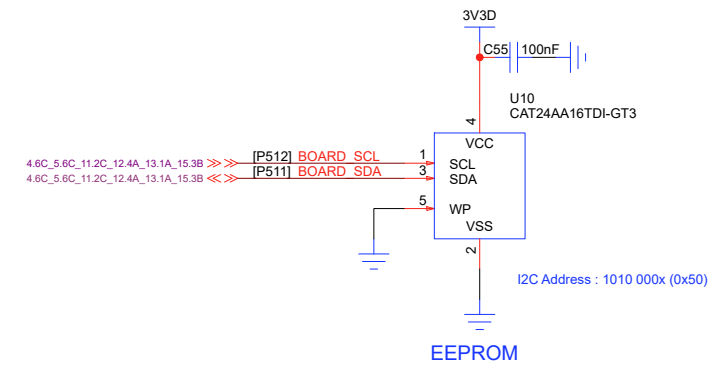 3V3D
C55 100nF
U10
CAT24AA16TDI-GT3
4
VCC
4.6C_5.6C_11.2C_12.4A_13.1A_15.3B [P512] BOARD_SCL 1 SCL
4.6C_5.6C_11.2C_12.4A_13.1A_15.3B [P511] BOARD_SDA 3 SDA
5 WP
VSS
2
I2C Address : 1010 000x (0x50)
EEPROM